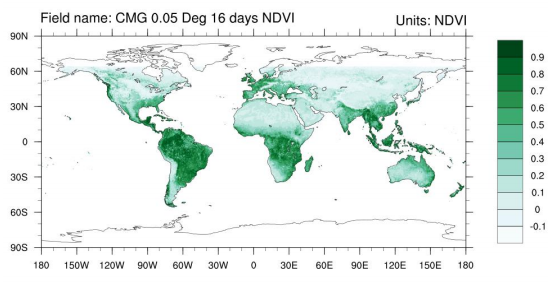 Field name: CMG 0.05 Deg 16 days NDVI
Units: NDVI
90N
60N
30N
0
30S
60S
90S
180 150W 120W 90W 60W 30W 0 30E 60E 90E 120E 150E 180
0.9
0.8
0.7
0.6
0.5
0.4
0.3
0.2
0.1
0
-0.1